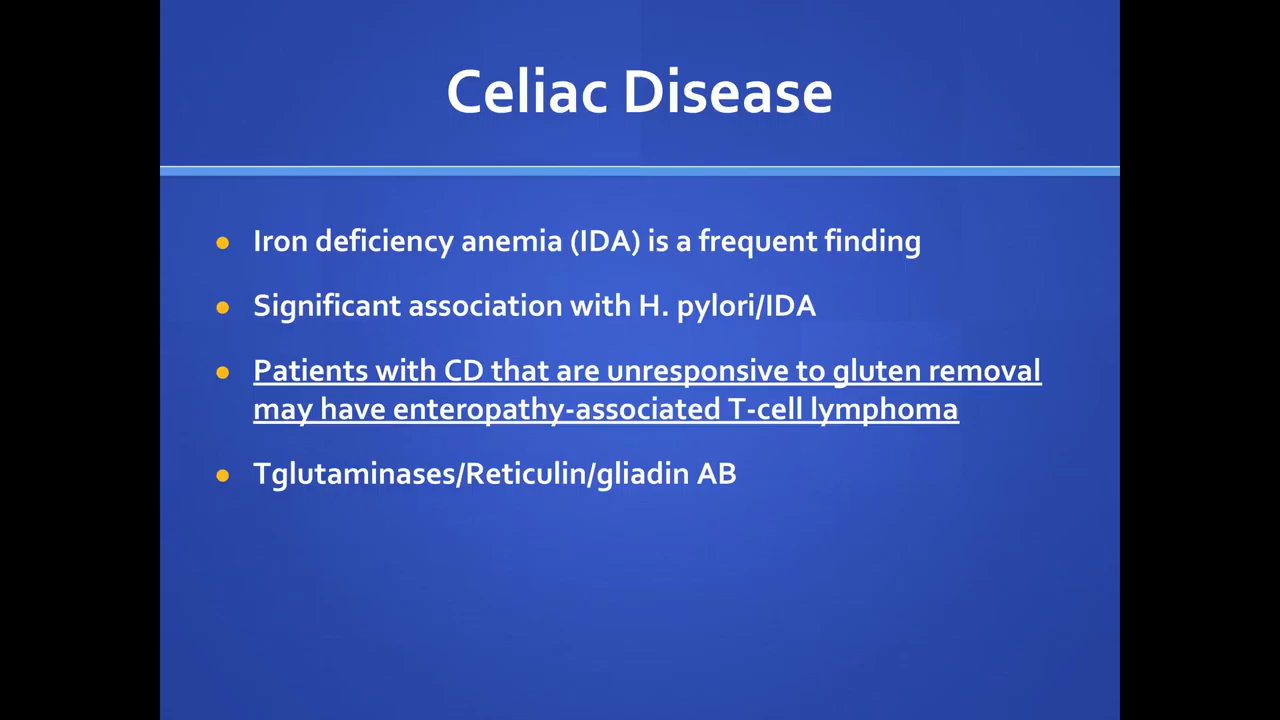 Celiac Disease
Iron deficiency anemia (IDA) is a frequent finding
Significant association with H. pylori/IDA
Patients with CD that are unresponsive to gluten removal
may have enteropathy-associated T-cell lymphoma
Tglutaminases/Reticulin/gliadin AB